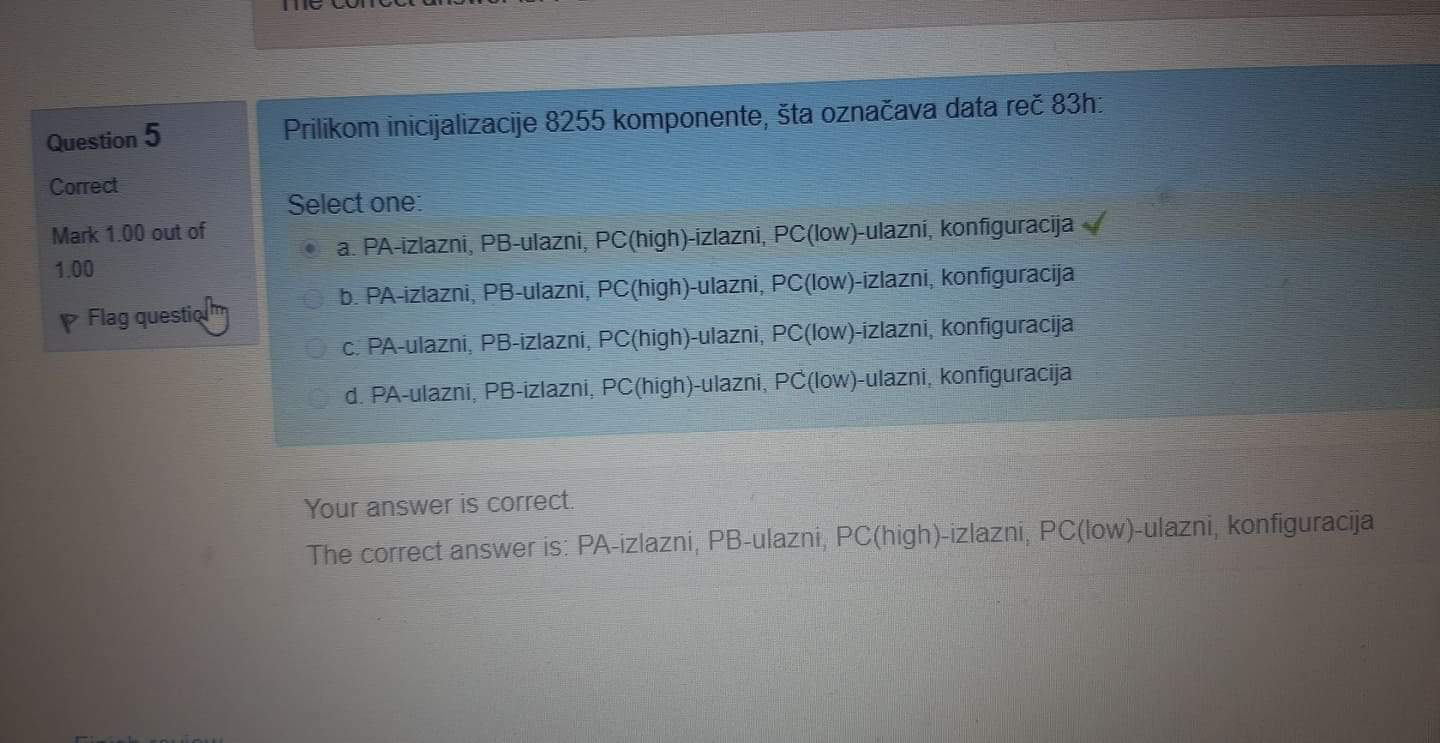 The correct answer is:
Question 5
Correct
Mark 1.00 out of
1.00
Flag question
Prilikom inicijalizacije 8255 komponente, šta označava data reč 83h:
Select one:
a. PA-izlazni, PB-ulazni, PC(high)-izlazni, PC(low)-ulazni, konfiguracija
b. PA-izlazni, PB-ulazni, PC(high)-ulazni, PC(low)-izlazni, konfiguracija
c. PA-ulazni, PB-izlazni, PC(high)-ulazni, PC(low)-izlazni, konfiguracija
d. PA-ulazni, PB-izlazni, PC(high)-ulazni, PC(low)-ulazni, konfiguracija
Your answer is correct.
The correct answer is: PA-izlazni, PB-ulazni, PC(high)-izlazni, PC(low)-ulazni, konfiguracija
Finish review